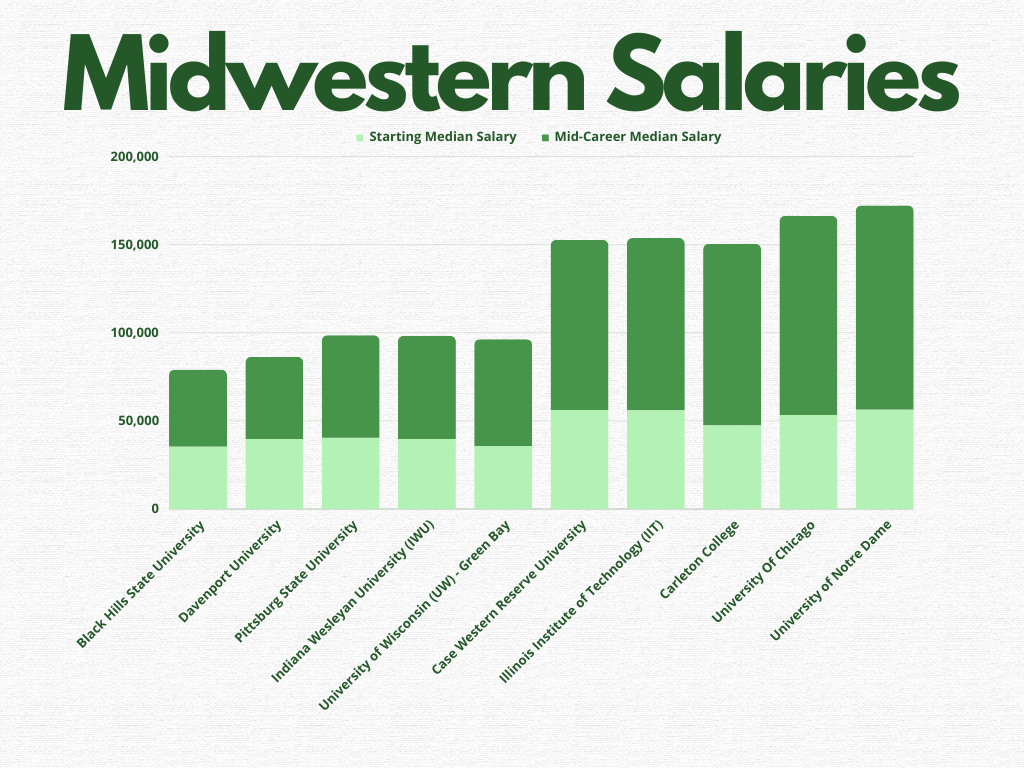 Midwestern Salaries
Starting Median Salary
Mid-Career Median Salary
200,000
150,000
100,000
50,000
0
Black Hills State University
Davenport University
Pittsburg State University
Indiana Wesleyan University (IWU)
University of Wisconsin (UW) - Green Bay
Case Western Reserve University
Illinois Institute of Technology (IIT)
Carleton College
University Of Chicago
University of Notre Dame